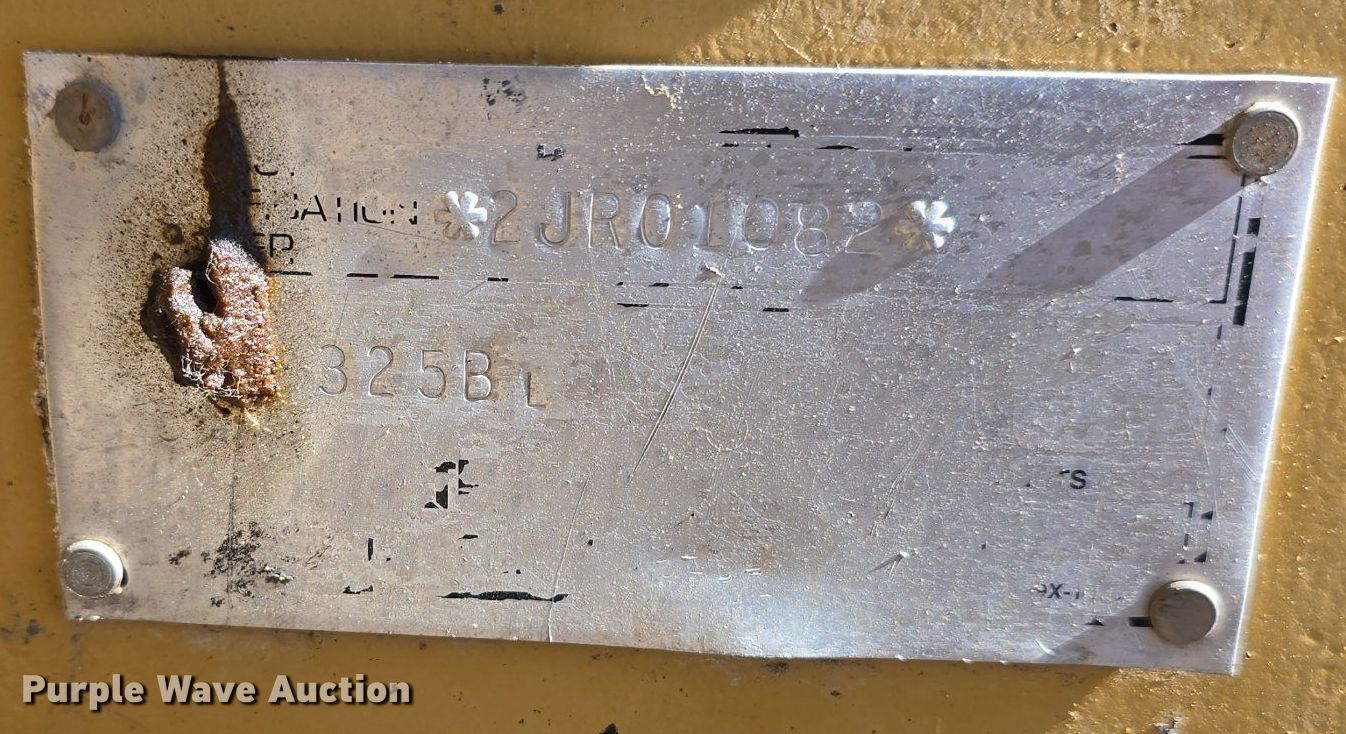 *2JR01082*
325B L
Purple Wave Auction